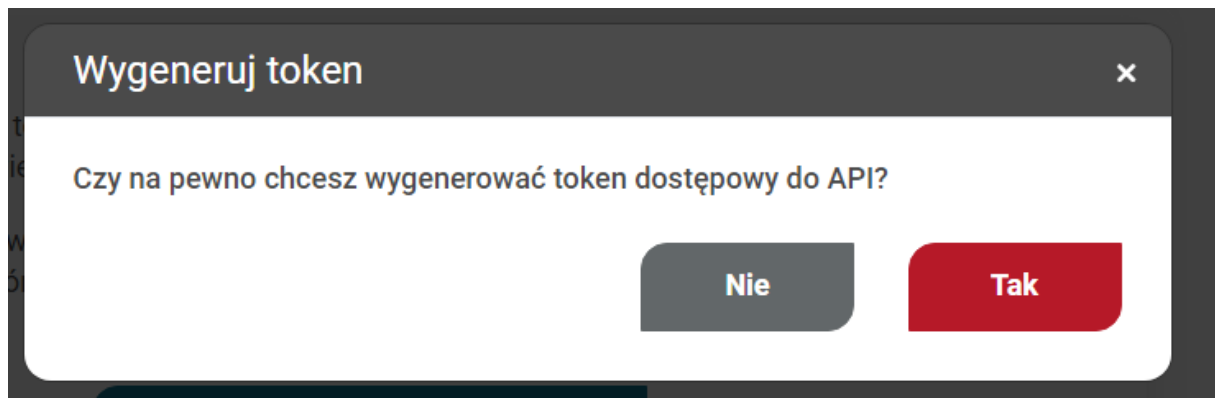 Wygeneruj token
Czy na pewno chcesz wygenerować token dostępowy do API?
Nie
Tak